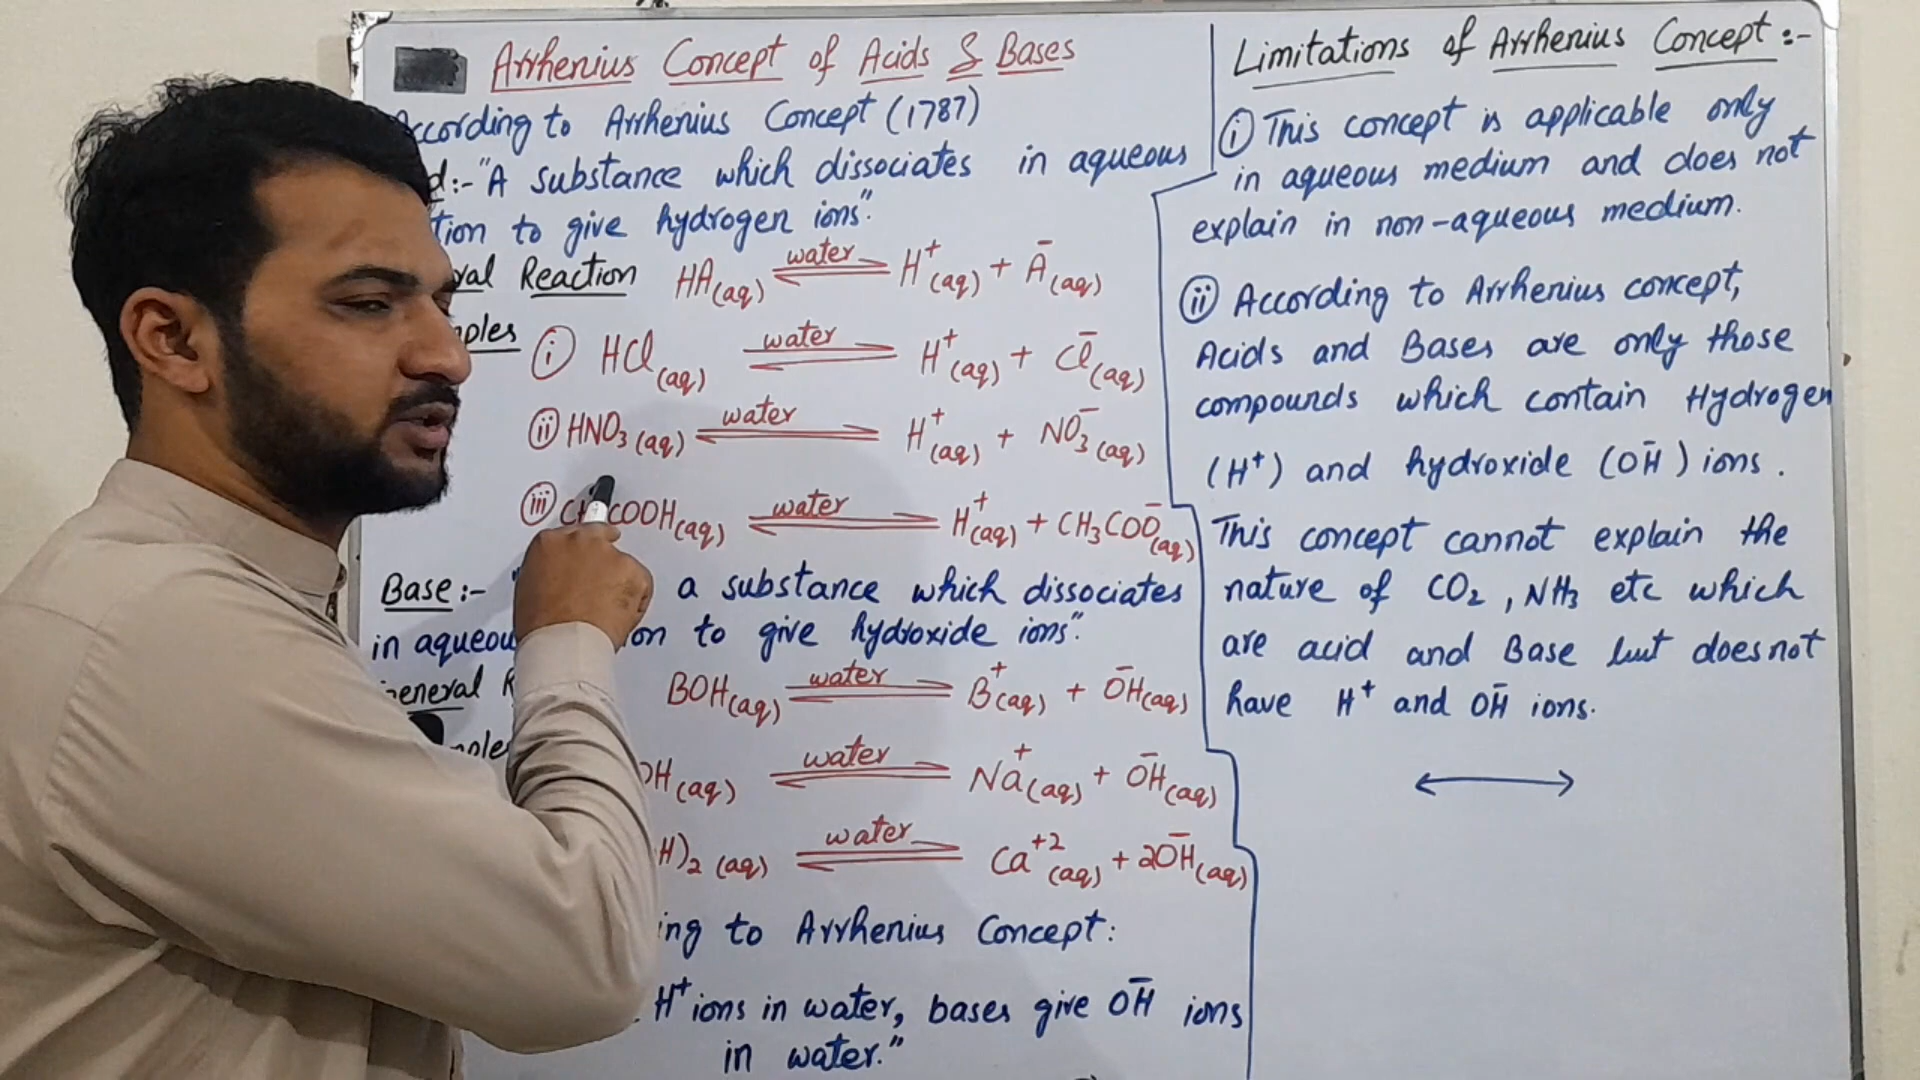 Arrhenius Concept of Acids & Bases
According to Arrhenius Concept (1787)
d:- "A substance which dissociates in aqueous
tion to give hydrogen ions".
ral Reaction HA(aq) ⇌ water H⁺(aq) + A⁻(aq)
ples (i) HCl(aq) ⇌ water H⁺(aq) + Cl⁻(aq)
(ii) HNO₃(aq) ⇌ water H⁺(aq) + NO₃⁻(aq)
(iii) CH COOH(aq) ⇌ water H⁺(aq) + CH₃COO⁻(aq)
Base:- " a substance which dissociates
in aqueou on to give hydroxide ions".
General R BOH(aq) ⇌ water B⁺(aq) + OH⁻(aq)
mples OH(aq) ⇌ water Na⁺(aq) + OH⁻(aq)
H)₂(aq) ⇌ water Ca⁺²(aq) + 2OH⁻(aq)
ing to Arrhenius Concept:
H⁺ ions in water, bases give OH⁻ ions
in water."
Limitations of Arrhenius Concept:-
(i) This concept is applicable only
in aqueous medium and does not
explain in non-aqueous medium.
(ii) According to Arrhenius concept,
Acids and Bases are only those
compounds which contain Hydrogen
(H⁺) and hydroxide (OH⁻) ions.
This concept cannot explain the
nature of CO₂, NH₃ etc which
are acid and Base but does not
have H⁺ and OH⁻ ions.